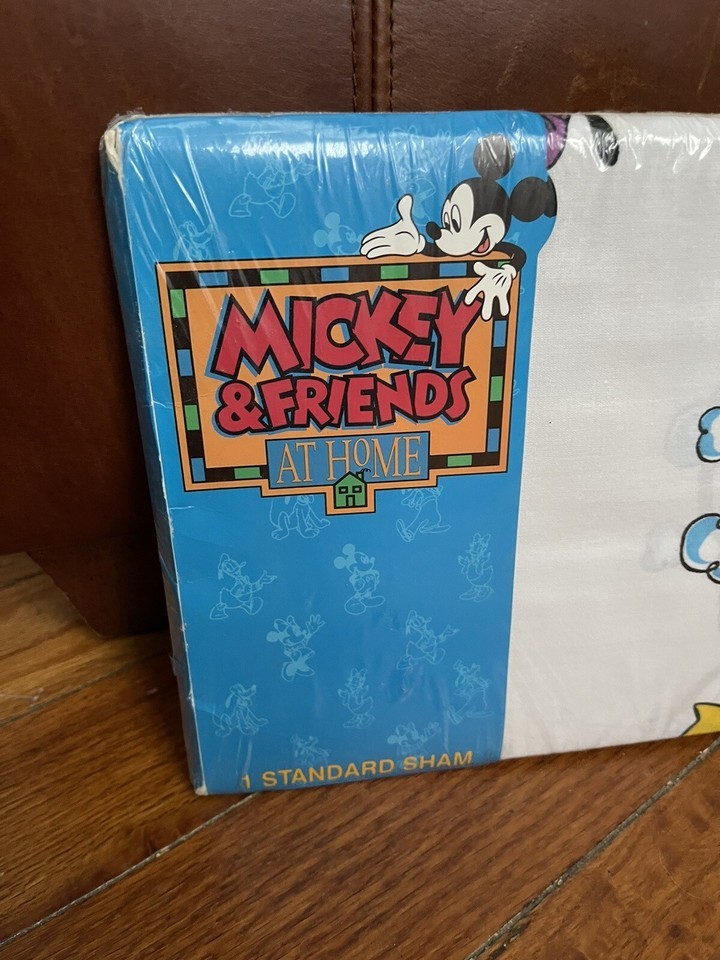 MICKEY
& FRIENDS
AT HOME
1 STANDARD SHAM